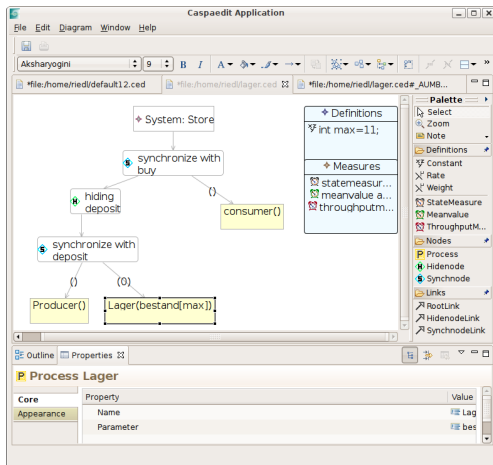 Caspaedit Application
File Edit Diagram Window Help
Aksharyogini 9 B I A
*file:/home/riedl/default12.ced
*file:/home/riedl/lager.ced
*file:/home/riedl/lager.ced#_AUMB...
System: Store
synchronize with
buy
hiding
deposit
()
consumer()
synchronize with
deposit
()
(0)
Producer()
Lager(bestand[max])
Definitions
int max=11;
Measures
statemeasur...
meanvalue a...
throughputm...
Palette
Select
Zoom
Note
Definitions
Constant
Rate
Weight
StateMeasure
Meanvalue
ThroughputM...
Nodes
Process
Hidenode
Synchnode
Links
RootLink
HidenodeLink
SynchnodeLink
Outline Properties
P Process Lager
Core
Appearance
Property Value
Name Lag
Parameter bes